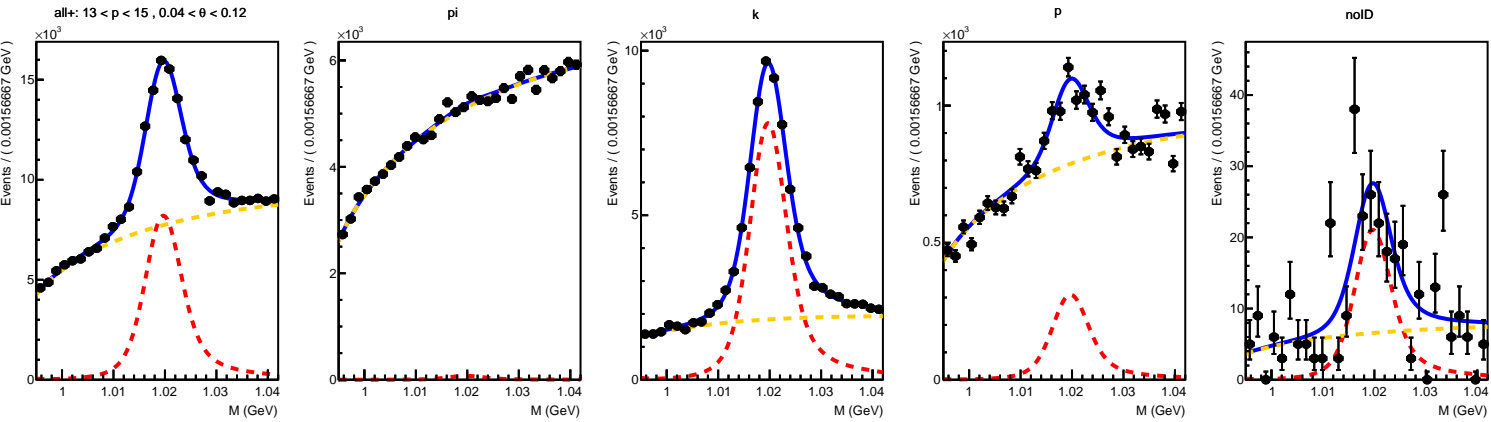 all+: 13 < p < 15 , 0.04 < θ < 0.12
×10³
Events / ( 0.00156667 GeV )
15
10
5
0
1 1.01 1.02 1.03 1.04
M (GeV)
pi
×10³
Events / ( 0.00156667 GeV )
6
4
2
0
1 1.01 1.02 1.03 1.04
M (GeV)
k
×10³
Events / ( 0.00156667 GeV )
10
5
0
1 1.01 1.02 1.03 1.04
M (GeV)
p
×10³
Events / ( 0.00156667 GeV )
1
0.5
0
1 1.01 1.02 1.03 1.04
M (GeV)
noID
Events / ( 0.00156667 GeV )
40
30
20
10
0
1 1.01 1.02 1.03 1.04
M (GeV)